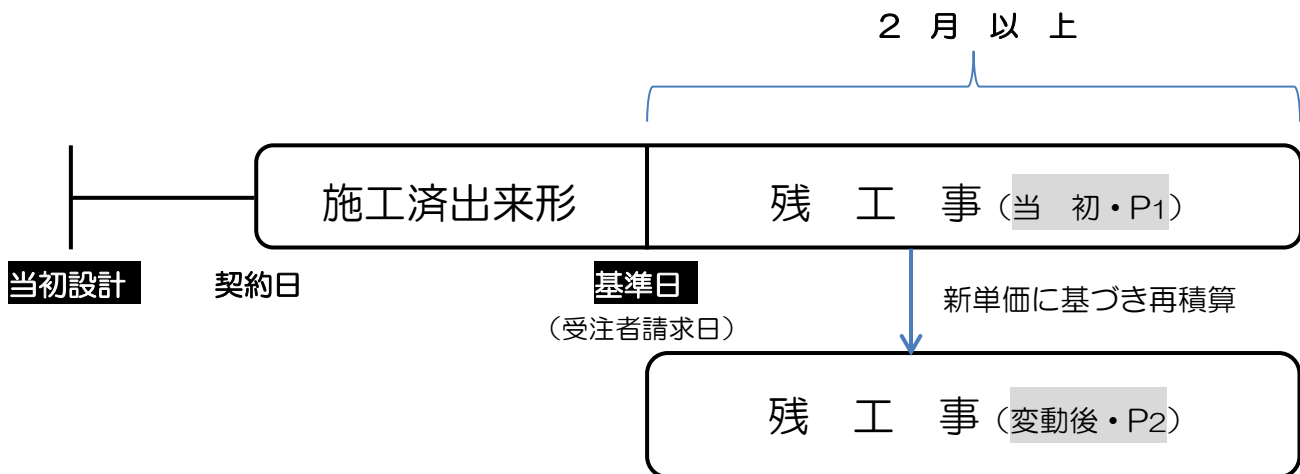 ２ 月 以 上
施工済出来形
残 工 事（当 初・P1）
当初設計
契約日
基準日
（受注者請求日）
新単価に基づき再積算
残 工 事（変動後・P2）